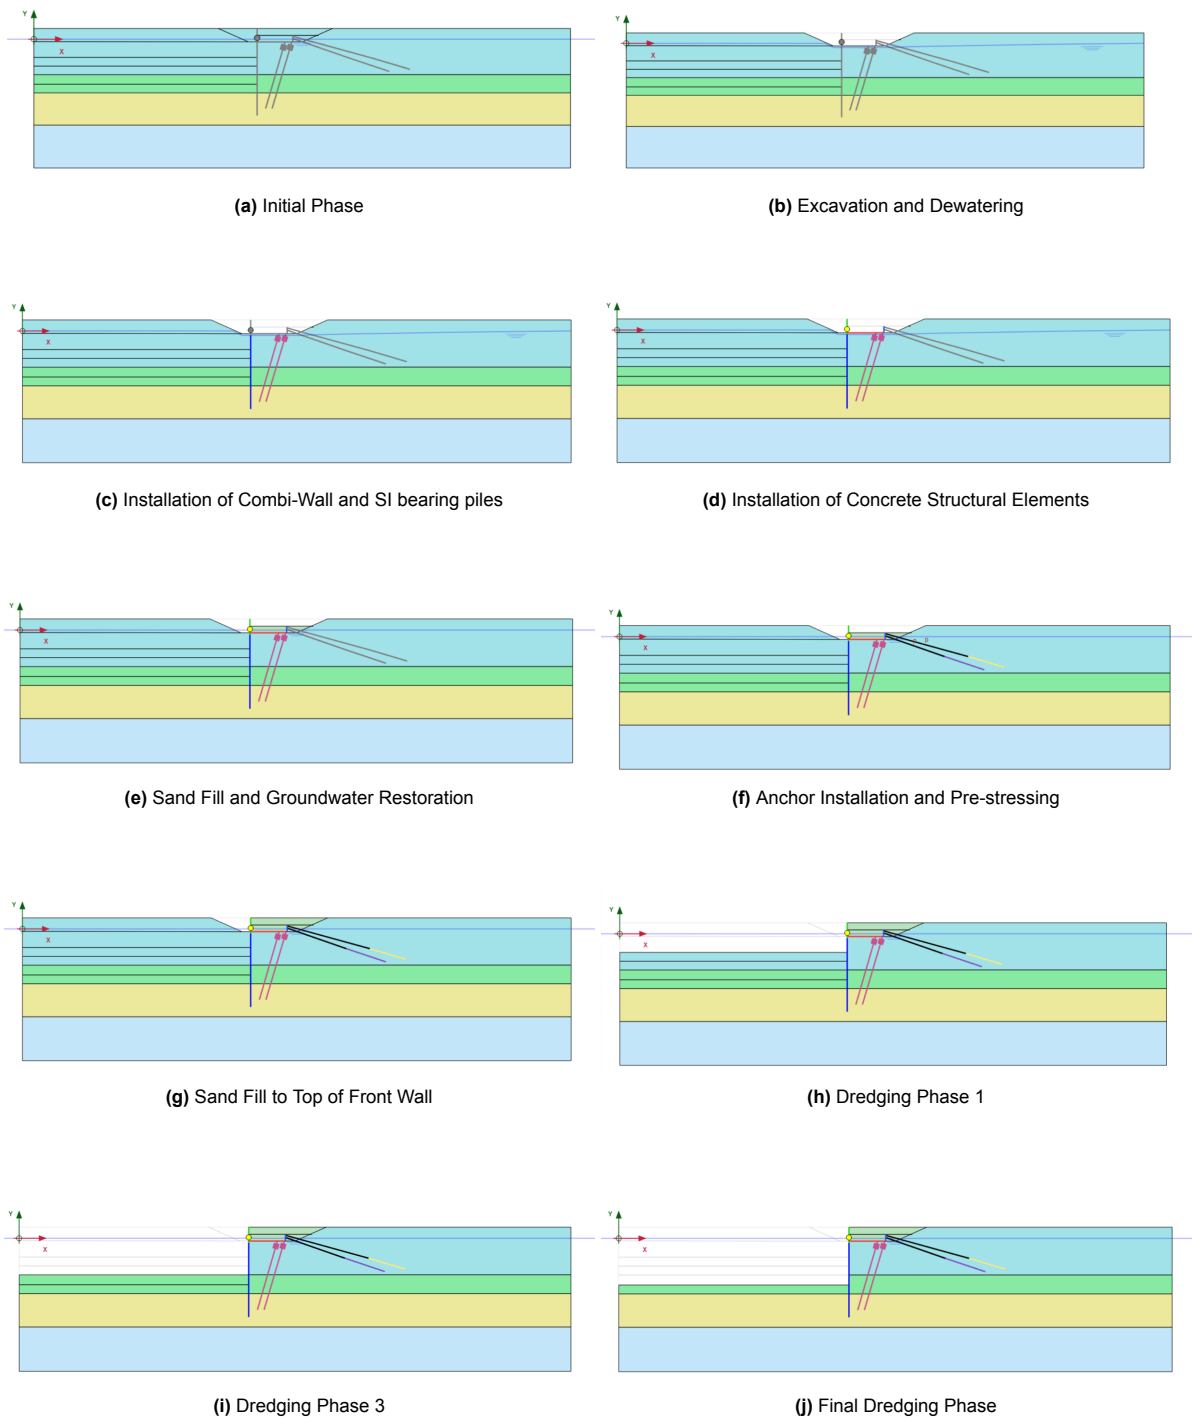 Y
X
Y
X
(a) Initial Phase
(b) Excavation and Dewatering
Y
X
Y
X
(c) Installation of Combi-Wall and SI bearing piles
(d) Installation of Concrete Structural Elements
Y
X
Y
X
P
(e) Sand Fill and Groundwater Restoration
(f) Anchor Installation and Pre-stressing
Y
X
Y
X
(g) Sand Fill to Top of Front Wall
(h) Dredging Phase 1
Y
X
Y
X
(i) Dredging Phase 3
(j) Final Dredging Phase